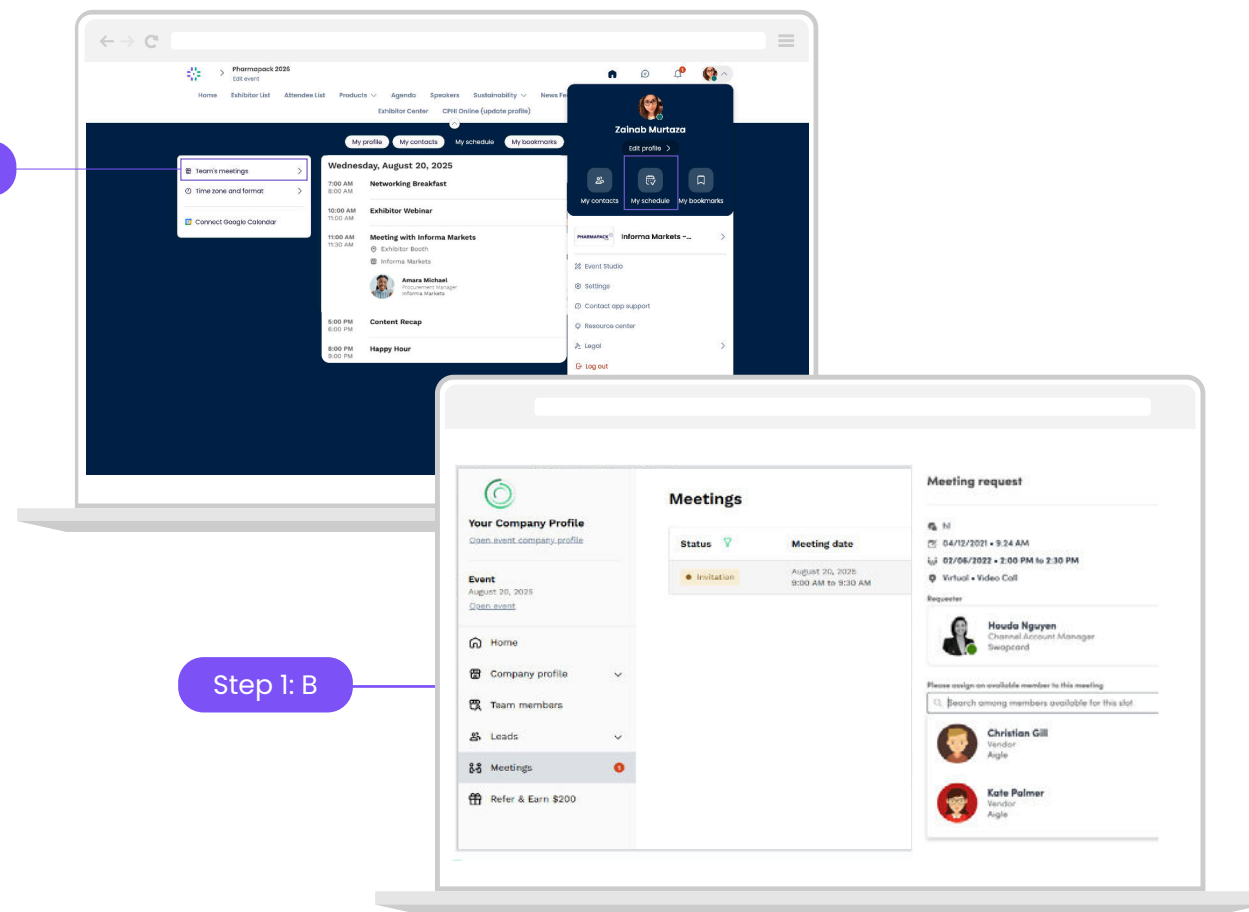 Pharmapack 2026
Edit event
Home Exhibitor List Attendee List Products Agenda Speakers Sustainability News Fe
Exhibitor Center CPHI Online (update profile)
My profile My contacts My schedule My bookmarks
Team's meetings
Time zone and format
Connect Google Calendar
Wednesday, August 20, 2025
7:00 AM Networking Breakfast
8:00 AM
10:00 AM Exhibitor Webinar
11:00 AM
11:00 AM Meeting with Informa Markets
11:30 AM
Exhibitor Booth
Informa Markets
Amara Michael
Procurement Manager
Informa Markets
5:00 PM Content Recap
6:00 PM
8:00 PM Happy Hour
9:00 PM
Zainab Murtaza
Edit profile
My contacts My schedule My bookmarks
PHARMAPACK Informa Markets -...
Event Studio
Settings
Contact app support
Resource center
Legal
Log out
Step 1: B
Your Company Profile
Open event company profile
Event
August 20, 2025
Open event
Home
Company profile
Team members
Leads
Meetings
Refer & Earn $200
Meetings
Status Meeting date
Invitation
August 20, 2025
9:00 AM to 9:30 AM
Meeting request
hi
04/12/2021 • 9:24 AM
02/06/2022 • 2:00 PM to 2:30 PM
Virtual • Video Call
Requester
Houda Nguyen
Channel Account Manager
Swapcard
Please assign an available member to this meeting
Search among members available for this slot
Christian Gill
Vendor
Aigle
Kate Palmer
Vendor
Aigle